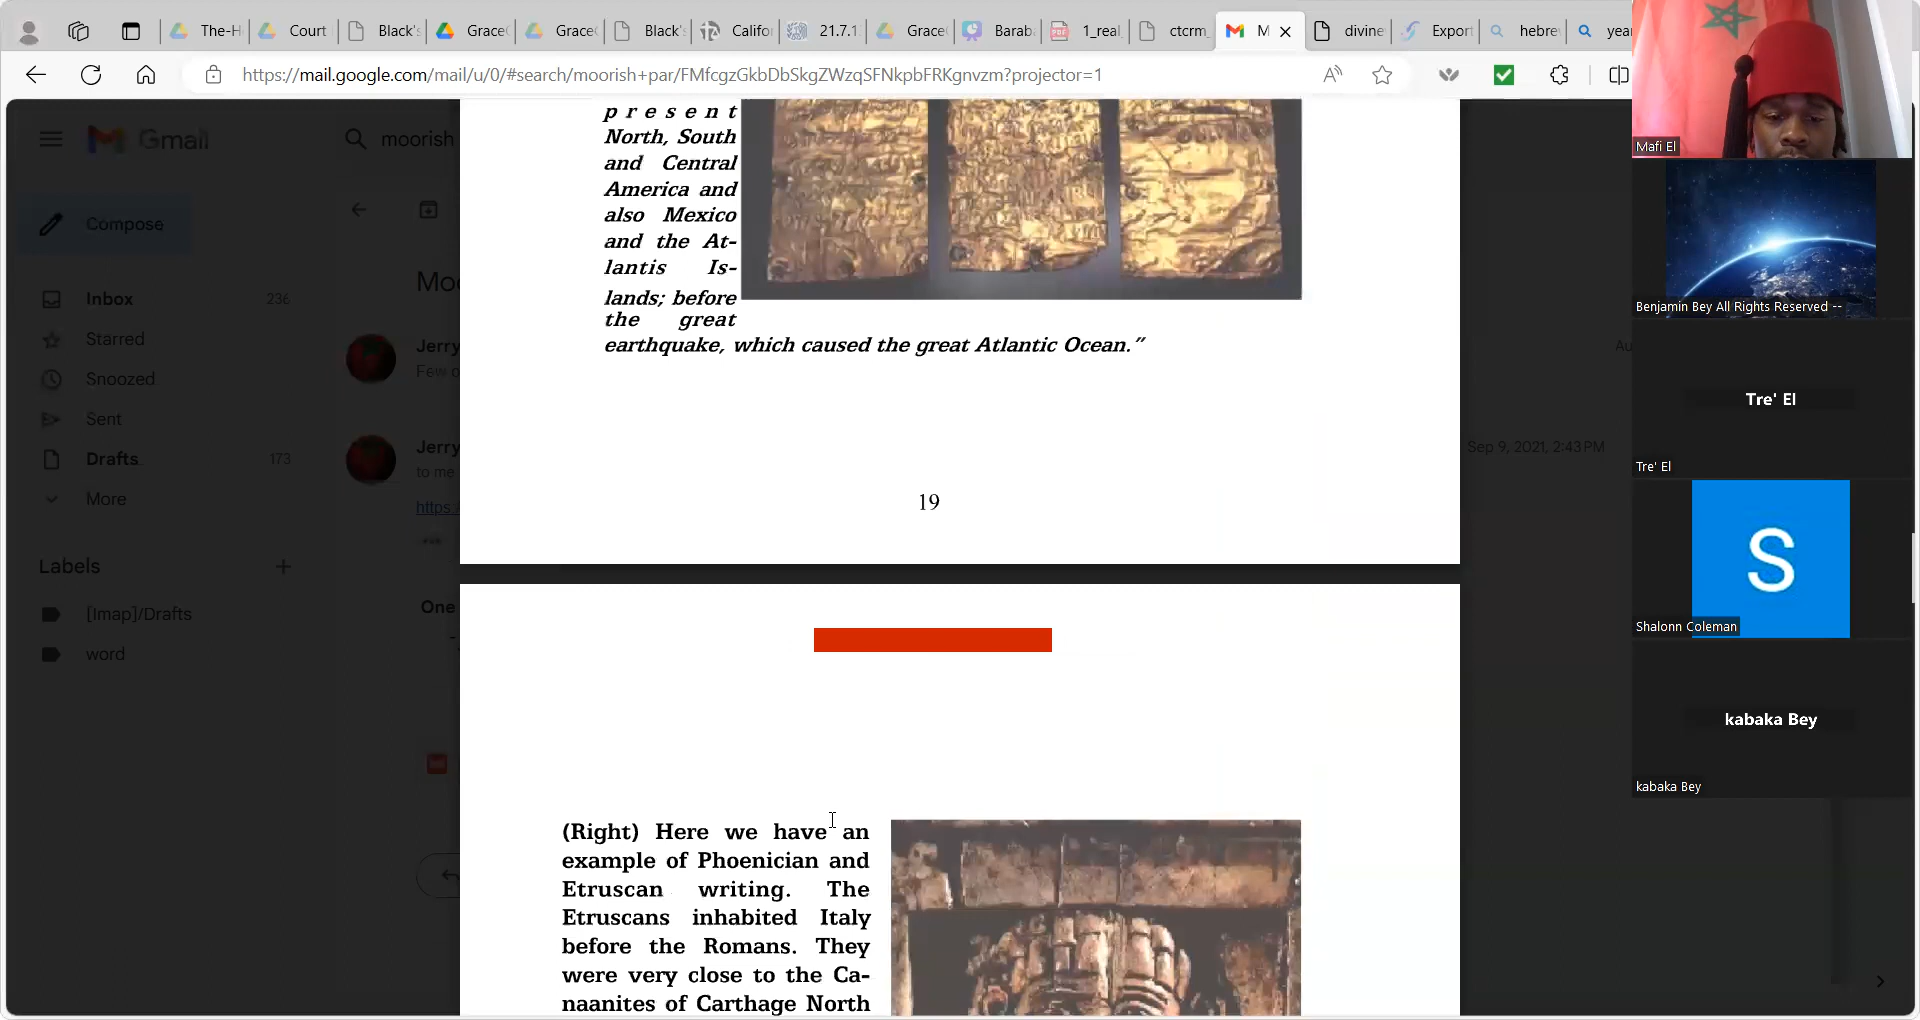 The-H
Court
Black's
Grace
Grace
Black's
Califo
21.7.1
Grace
Barab
1_real
ctcrm_
M
divine
Export
hebre
yea
https://mail.google.com/mail/u/0/#search/moorish+par/FMfcgzGkbDbSkgZWzqSFNkpbFRKgnvzm?projector=1
Gmail
moorish
Compose
Inbox 236
Starred
Snoozed
Sent
Drafts 173
More
Labels
[Imap]/Drafts
word
Moo
Jerry
Few o
Jerry
to me
https:
One
Au
Sep 9, 2021, 2:43 PM
present
North, South
and Central
America and
also Mexico
and the At-
lantis Is-
lands; before
the great
earthquake, which caused the great Atlantic Ocean.”
19
(Right) Here we have an
example of Phoenician and
Etruscan writing. The
Etruscans inhabited Italy
before the Romans. They
were very close to the Ca-
naanites of Carthage North
Mafi El
Benjamin Bey All Rights Reserved --
Tre' El
Tre' El
S
Shalonn Coleman
kabaka Bey
kabaka Bey